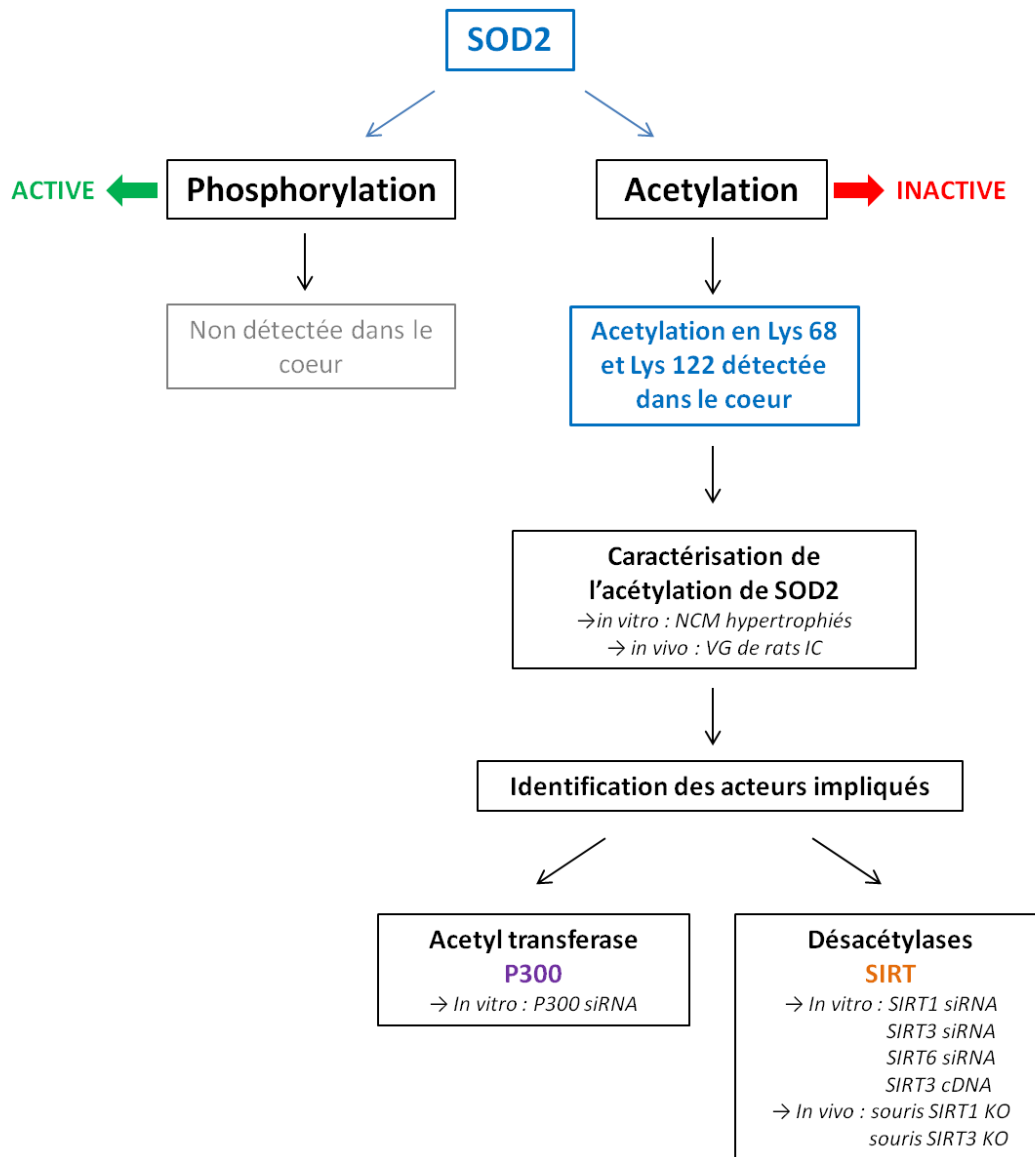 SOD2
ACTIVE
Phosphorylation
Acetylation
INACTIVE
Non détectée dans le
coeur
Acetylation en Lys 68
et Lys 122 détectée
dans le coeur
Caractérisation de
l’acétylation de SOD2
→in vitro : NCM hypertrophiés
→ in vivo : VG de rats IC
Identification des acteurs impliqués
Acetyl transferase
P300
→ In vitro : P300 siRNA
Désacétylases
SIRT
→ In vitro : SIRT1 siRNA
SIRT3 siRNA
SIRT6 siRNA
SIRT3 cDNA
→ In vivo : souris SIRT1 KO
souris SIRT3 KO